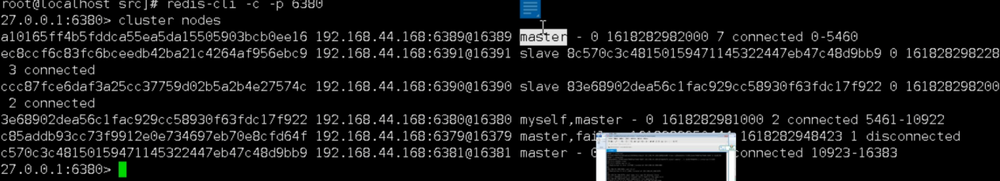 root@localhost src]# redis-cli -c -p 6380
27.0.0.1:6380> cluster nodes
a10165ff4b5fddca55ea5da15505903bcb0ee16 192.168.44.168:6389@16389 master - 0 1618282982000 7 connected 0-5460
ec8ccf6c83fc6bceedb42ba21c4264af956ebc9 192.168.44.168:6391@16391 slave 8c570c3c48150159471145322447eb47c48d9bb9 0 161828298228
3 connected
ccc87fce6daf3a25cc37759d02b5a2b4e27574c 192.168.44.168:6390@16390 slave 83e68902dea56c1fac929cc58930f63fdc17f922 0 161828298200
2 connected
3e68902dea56c1fac929cc58930f63fdc17f922 192.168.44.168:6380@16380 myself,master - 0 1618282981000 2 connected 5461-10922
c85addb93cc73f9912e0e734697eb70e8cfd64f 192.168.44.168:6379@16379 master,fail 1618282948423 1 disconnected
c570c3c48150159471145322447eb47c48d9bb9 192.168.44.168:6381@16381 master - connected 10923-16383
27.0.0.1:6380>